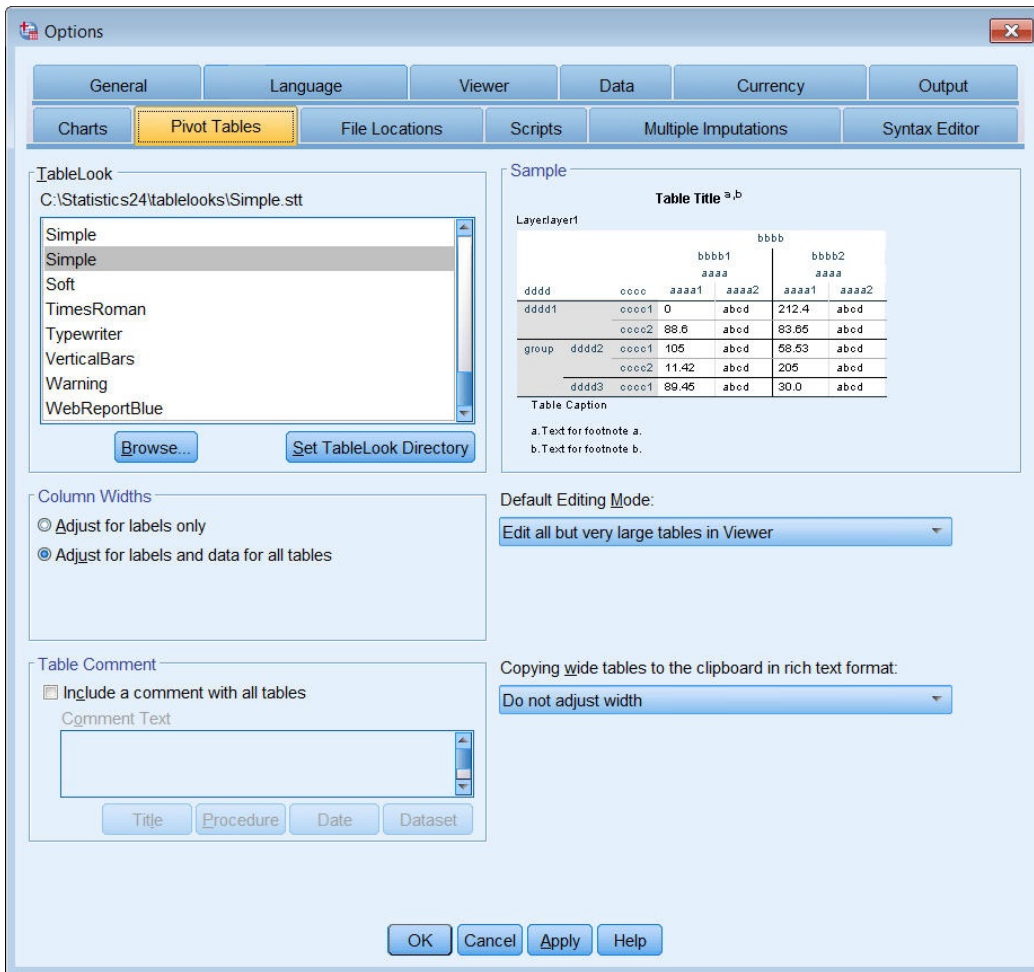 Options
General Language Viewer Data Currency Output
Charts Pivot Tables File Locations Scripts Multiple Imputations Syntax Editor
TableLook
C:\Statistics24\tablelooks\Simple.stt
Simple
Simple
Soft
TimesRoman
Typewriter
VerticalBars
Warning
WebReportBlue
Browse... Set TableLook Directory
Sample
Table Title a,b
Layer:layer1
bbbb
bbbb1 bbbb2
aaaa aaaa
dddd cccc aaaa1 aaaa2 aaaa1 aaaa2
dddd1 cccc1 0 abcd 212.4 abcd
cccc2 88.6 abcd 83.65 abcd
group dddd2 cccc1 105 abcd 58.53 abcd
cccc2 11.42 abcd 205 abcd
dddd3 cccc1 89.45 abcd 30.0 abcd
Table Caption
a.Text for footnote a.
b.Text for footnote b.
Column Widths
Adjust for labels only
Adjust for labels and data for all tables
Default Editing Mode:
Edit all but very large tables in Viewer
Table Comment
Include a comment with all tables
Comment Text
Title Procedure Date Dataset
Copying wide tables to the clipboard in rich text format:
Do not adjust width
OK Cancel Apply Help